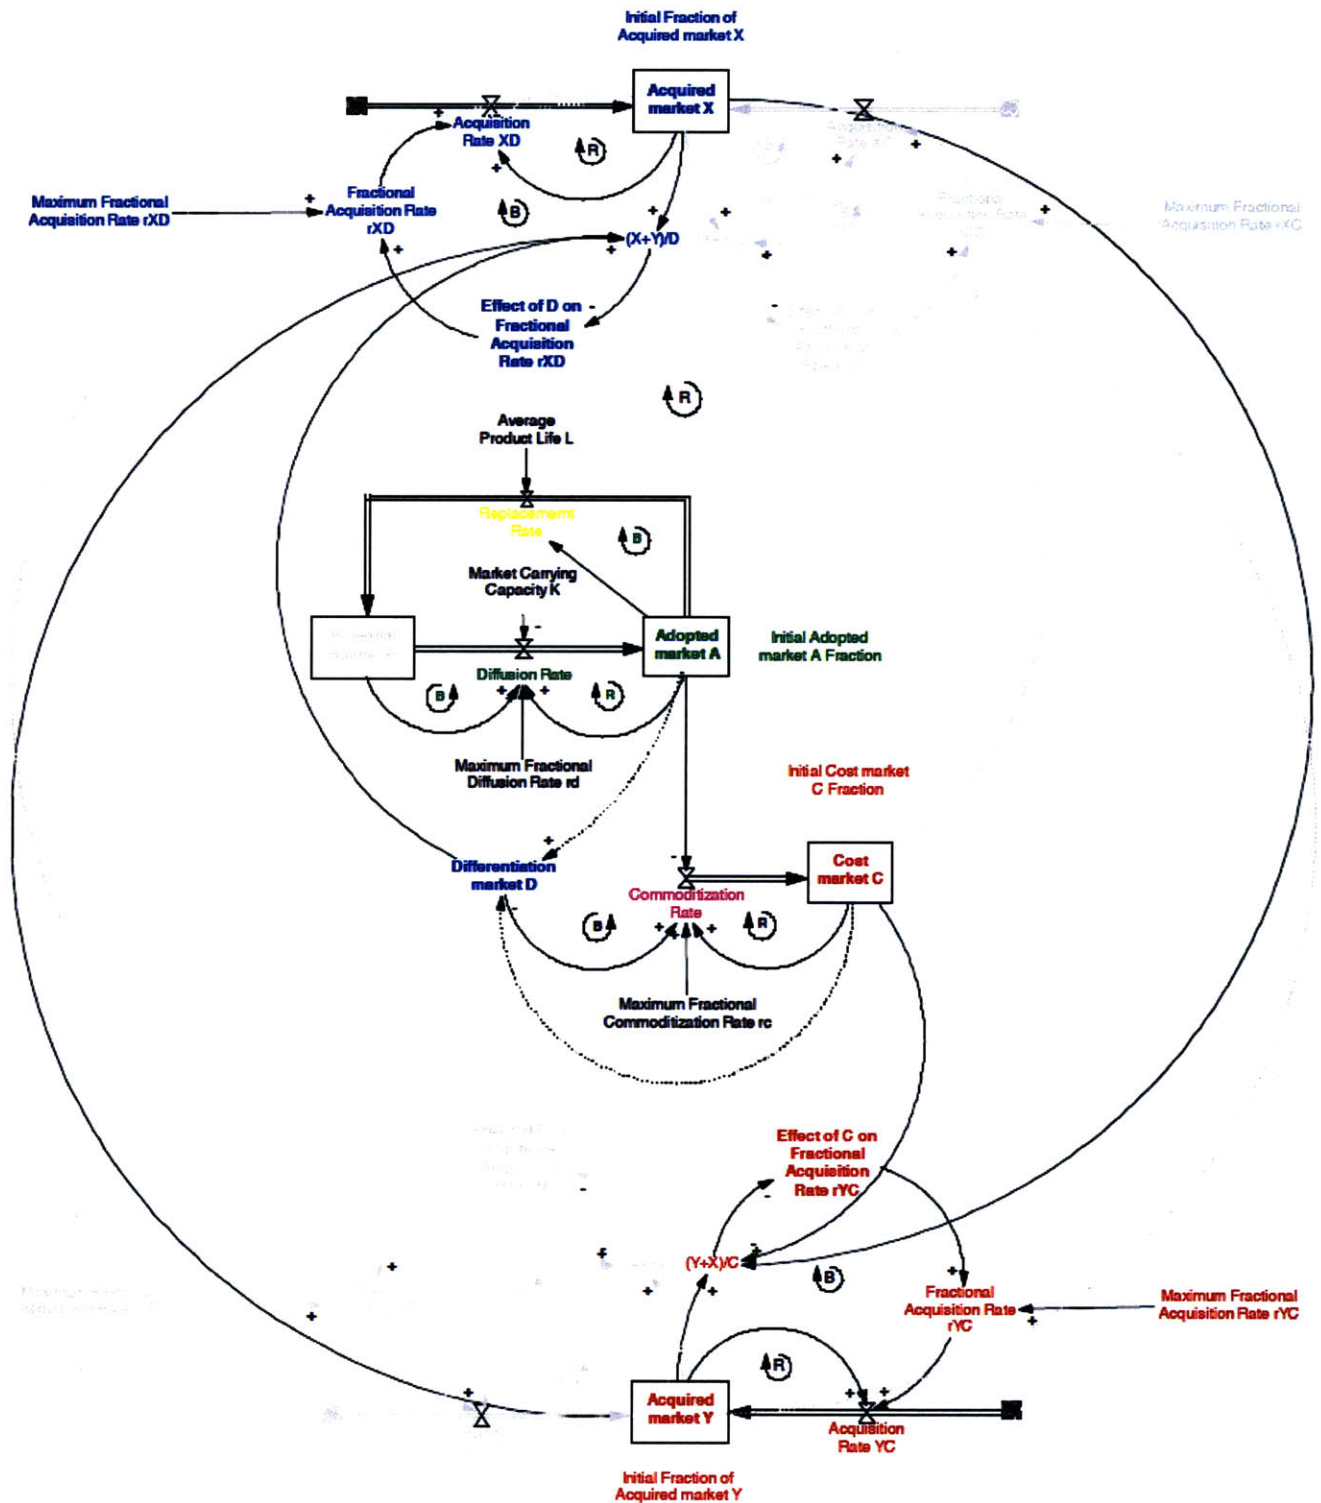 Initial Fraction of
Acquired market X
Acquired
market X
Acquisition
Rate XD
R
Maximum Fractional
Acquisition Rate rXD
Fractional
Acquisition Rate
rXD
B
(X+Y)/D
Maximum Fractional
Acquisition Rate rXC
Effect of D on
Fractional
Acquisition
Rate rXD
R
Average
Product Life L
Replacememt
Rate
B
Market Carrying
Capacity K
Adopted
market A
Initial Adopted
market A Fraction
Diffusion Rate
B
R
Maximum Fractional
Diffusion Rate rd
Initial Cost market
C Fraction
Differentiation
market D
Cost
market C
Commoditization
Rate
B
R
Maximum Fractional
Commoditization Rate rc
Effect of C on
Fractional
Acquisition
Rate rYC
(Y+X)/C
B
Fractional
Acquisition Rate
rYC
Maximum Fractional
Acquisition Rate rYC
R
Acquired
market Y
Acquisition
Rate YC
Initial Fraction of
Acquired market Y